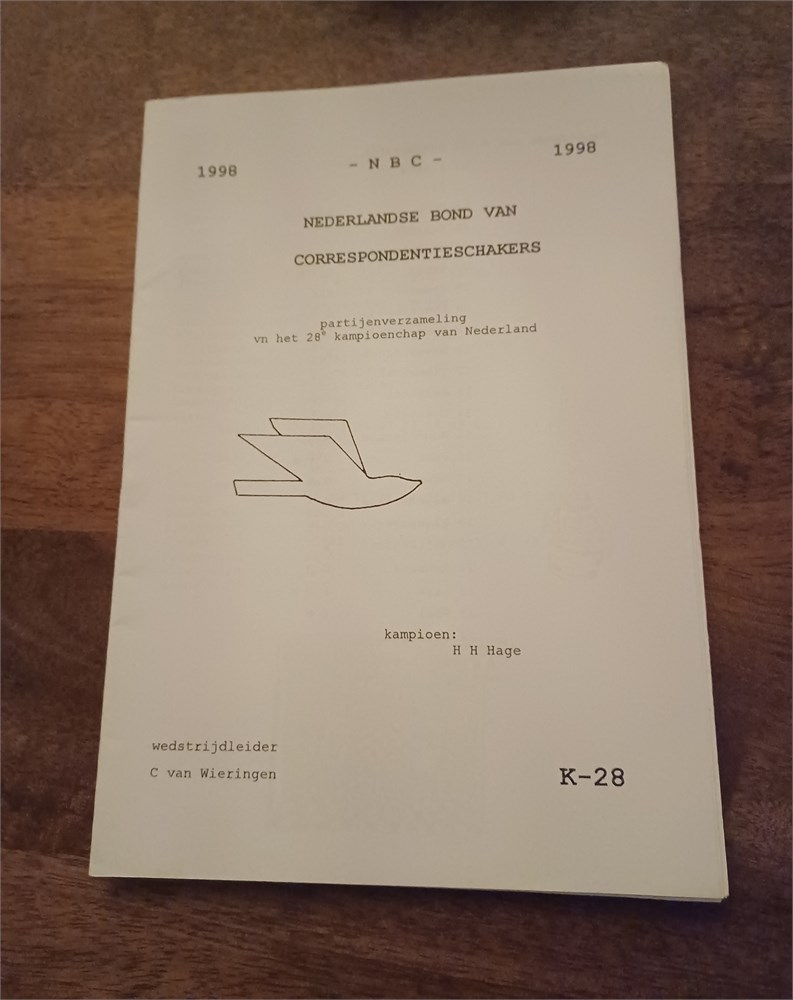 1998 - N B C - 1998
NEDERLANDSE BOND VAN
CORRESPONDENTIESCHAKERS
partijenverzameling
vn het 28e kampioenchap van Nederland
kampioen:
H H Hage
wedstrijdleider
C van Wieringen
K-28